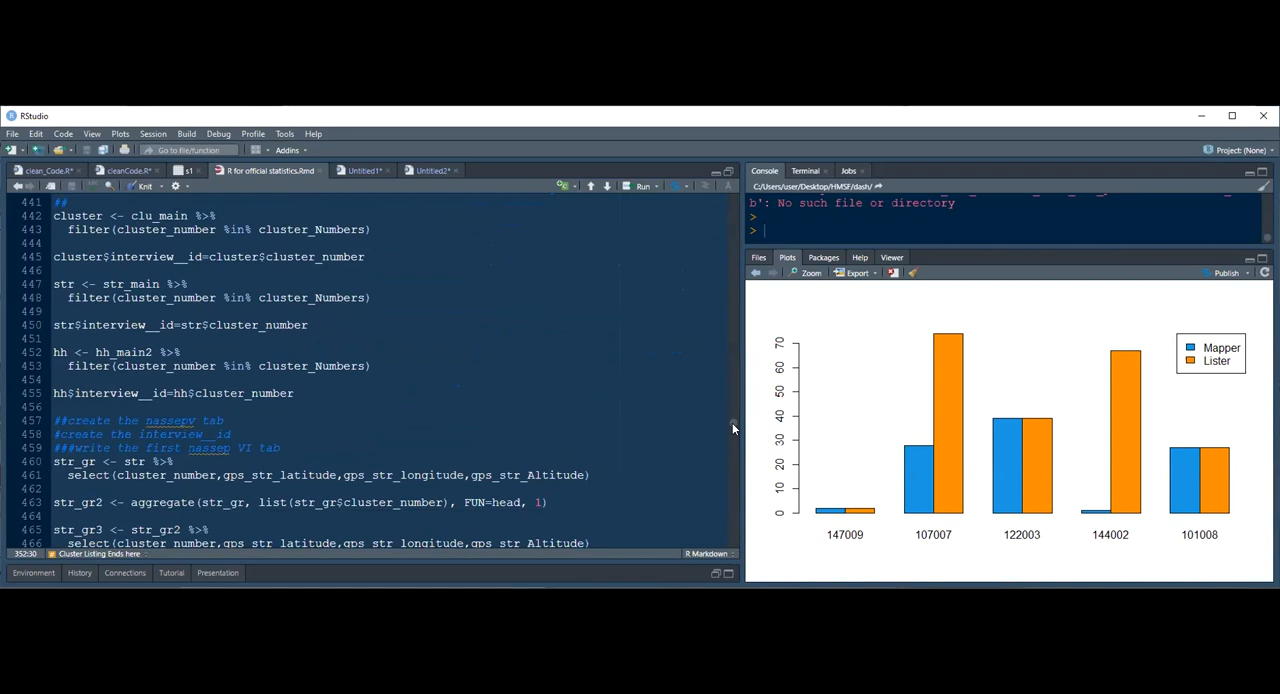 RStudio
File Edit Code View Plots Session Build Debug Profile Tools Help
Go to file/function Addins Project: (None)
clean_Code.R* cleanCode.R* s1 R for official statistics.Rmd Untitled1* Untitled2*
Knit Run
441 ##
442 cluster <- clu_main %>%
443 filter(cluster_number %in% cluster_Numbers)
444
445 cluster$interview__id=cluster$cluster_number
446
447 str <- str_main %>%
448 filter(cluster_number %in% cluster_Numbers)
449
450 str$interview__id=str$cluster_number
451
452 hh <- hh_main2 %>%
453 filter(cluster_number %in% cluster_Numbers)
454
455 hh$interview__id=hh$cluster_number
456
457 ##create the nassepv tab
458 #create the interview__id
459 ###write the first nassep VI tab
460 str_gr <- str %>%
461 select(cluster_number,gps_str_latitude,gps_str_longitude,gps_str_Altitude)
462
463 str_gr2 <- aggregate(str_gr, list(str_gr$cluster_number), FUN=head, 1)
464
465 str_gr3 <- str_gr2 %>%
466 select(cluster_number,gps_str_latitude,gps_str_longitude,gps_str_Altitude)
352:30 Cluster Listing Ends here R Markdown
Environment History Connections Tutorial Presentation
Console Terminal Jobs
C:/Users/user/Desktop/HMSF/dash/
b': No such file or directory
>
>
Files Plots Packages Help Viewer
Zoom Export Publish
Mapper
Lister
70
60
50
40
30
20
10
0
147009 107007 122003 144002 101008